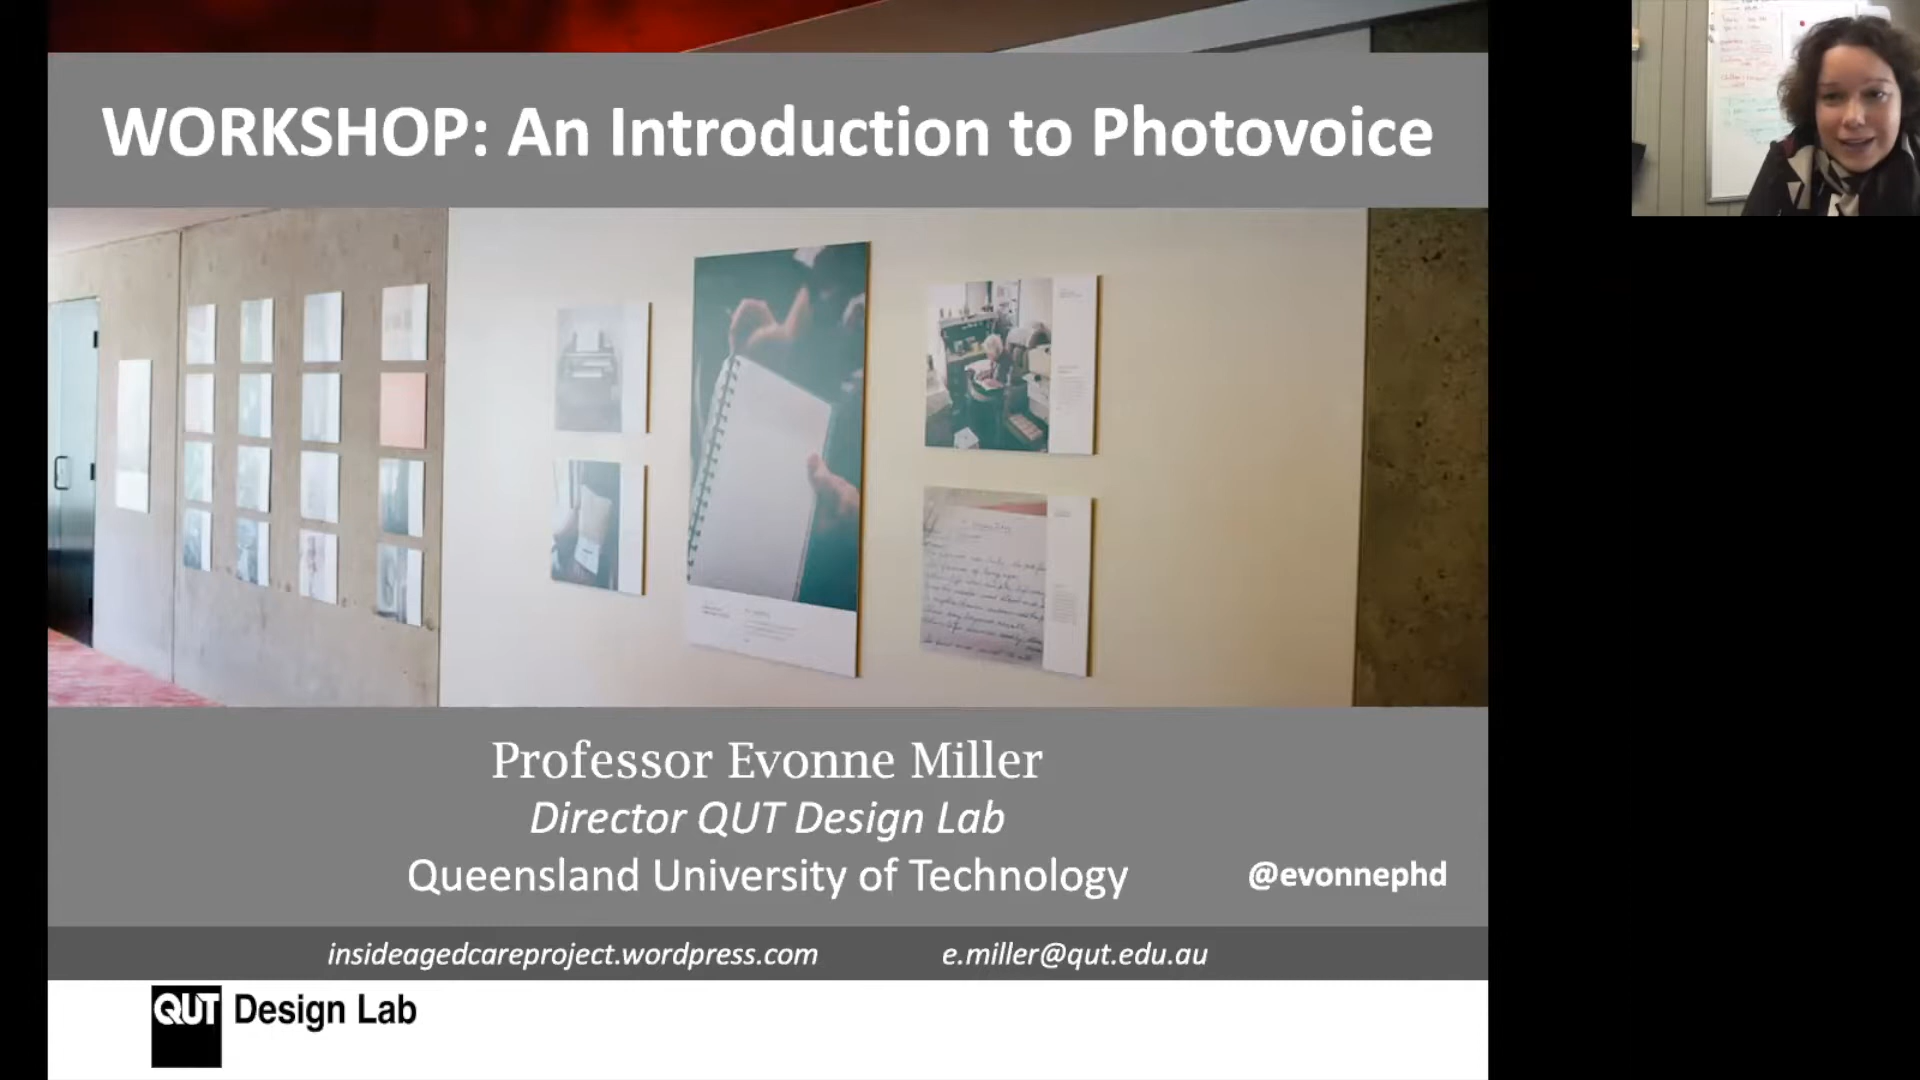 WORKSHOP: An Introduction to Photovoice
Professor Evonne Miller
Director QUT Design Lab
Queensland University of Technology
@evonnephd
insideagedcareproject.wordpress.com
e.miller@qut.edu.au
QUT Design Lab